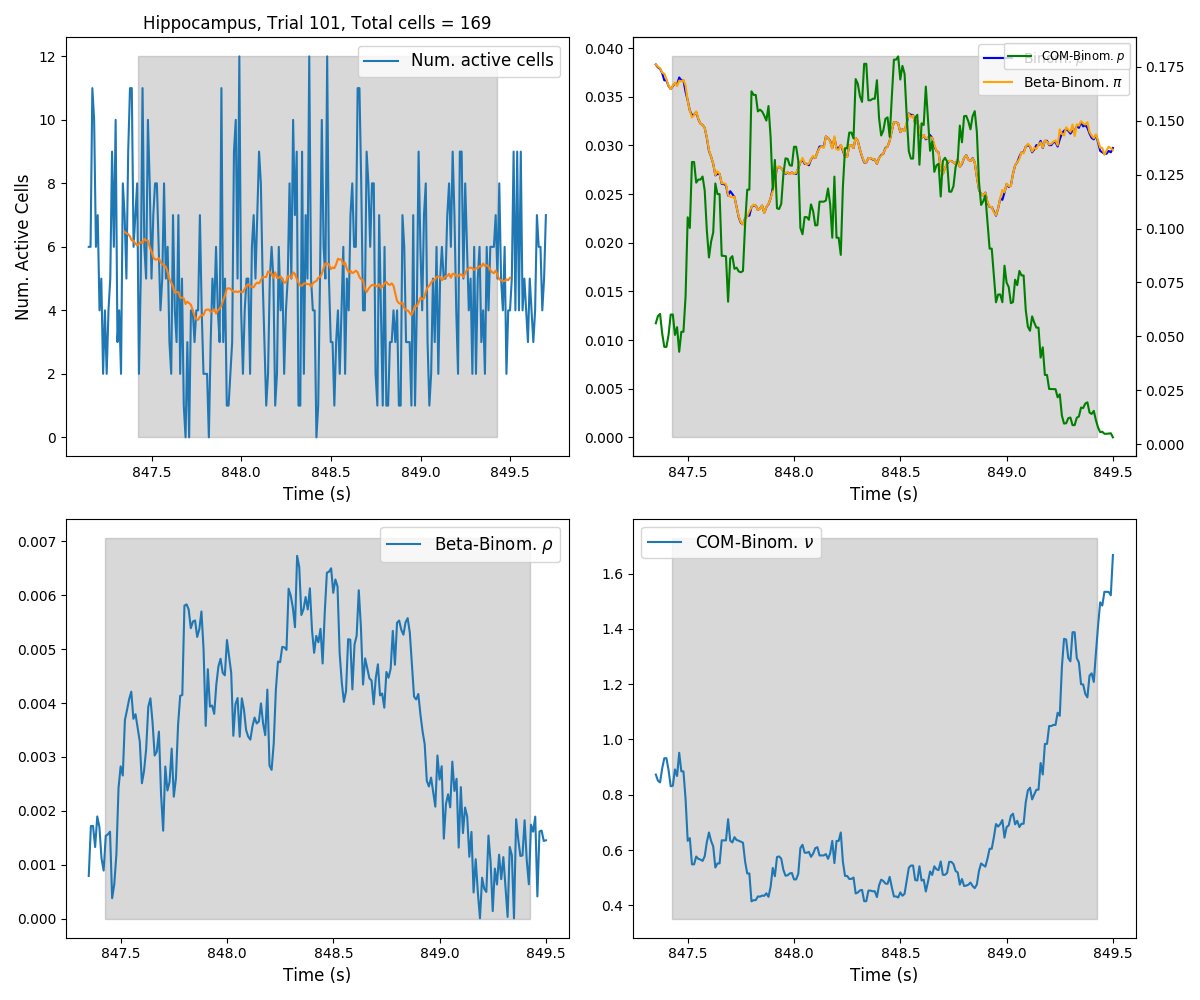 Hippocampus, Trial 101, Total cells = 169
Num. active cells
Num. Active Cells
12
10
8
6
4
2
0
847.5 848.0 848.5 849.0 849.5
Time (s)
COM-Binom. p
Beta-Binom. π
0.040
0.035
0.030
0.025
0.020
0.015
0.010
0.005
0.000
0.175
0.150
0.125
0.100
0.075
0.050
0.025
0.000
847.5 848.0 848.5 849.0 849.5
Time (s)
Beta-Binom. ρ
0.007
0.006
0.005
0.004
0.003
0.002
0.001
0.000
847.5 848.0 848.5 849.0 849.5
Time (s)
COM-Binom. ν
1.6
1.4
1.2
1.0
0.8
0.6
0.4
847.5 848.0 848.5 849.0 849.5
Time (s)